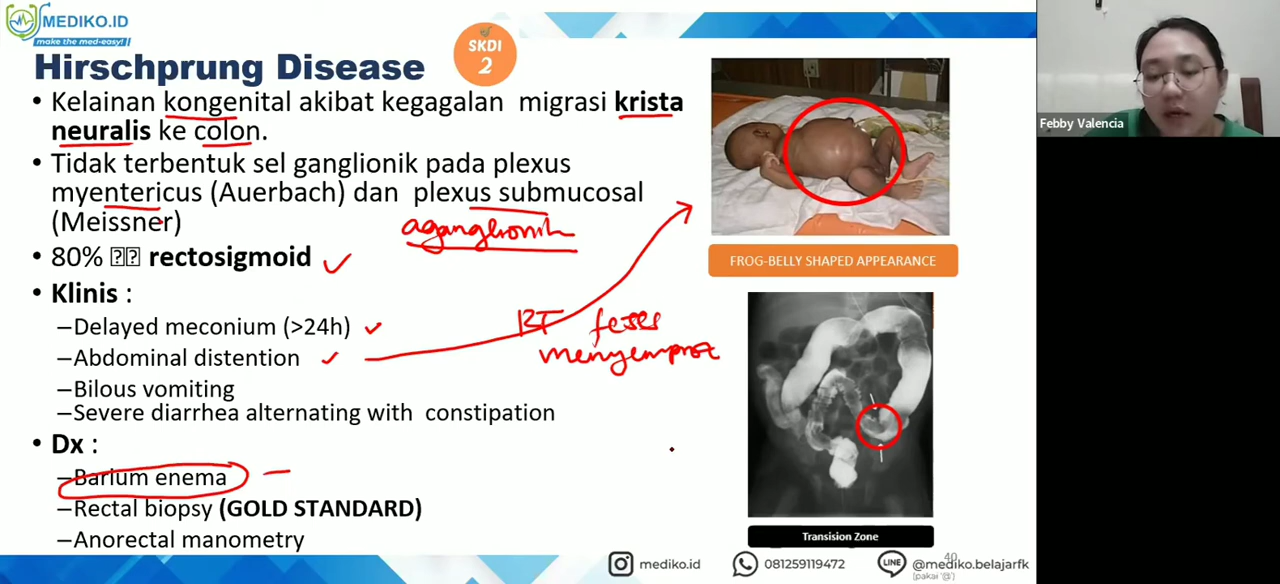 MEDIKO.ID
make the med-easy!
SKDI
2
Hirschprung Disease
• Kelainan kongenital akibat kegagalan migrasi krista
neuralis ke colon.
• Tidak terbentuk sel ganglionik pada plexus
myentericus (Auerbach) dan plexus submucosal
(Meissner)
aganglionik
• 80% rectosigmoid
• Klinis :
–Delayed meconium (>24h)
–Abdominal distention
–Bilous vomiting
–Severe diarrhea alternating with constipation
RT feses
menyemprot
• Dx :
–Barium enema
–Rectal biopsy (GOLD STANDARD)
–Anorectal manometry
FROG-BELLY SHAPED APPEARANCE
Transision Zone
Febby Valencia
mediko.id
081259119472
LINE
40
@mediko.belajarfk
(pakai '@')